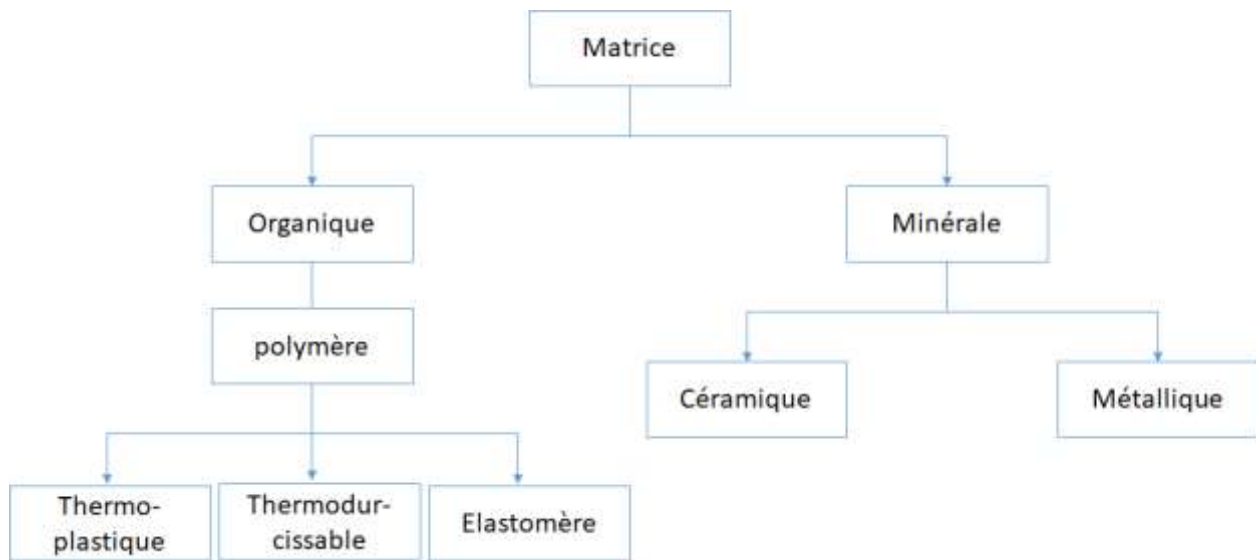 Matrice
Organique
Minérale
polymère
Céramique
Métallique
Thermo-
plastique
Thermodur-
cissable
Elastomère